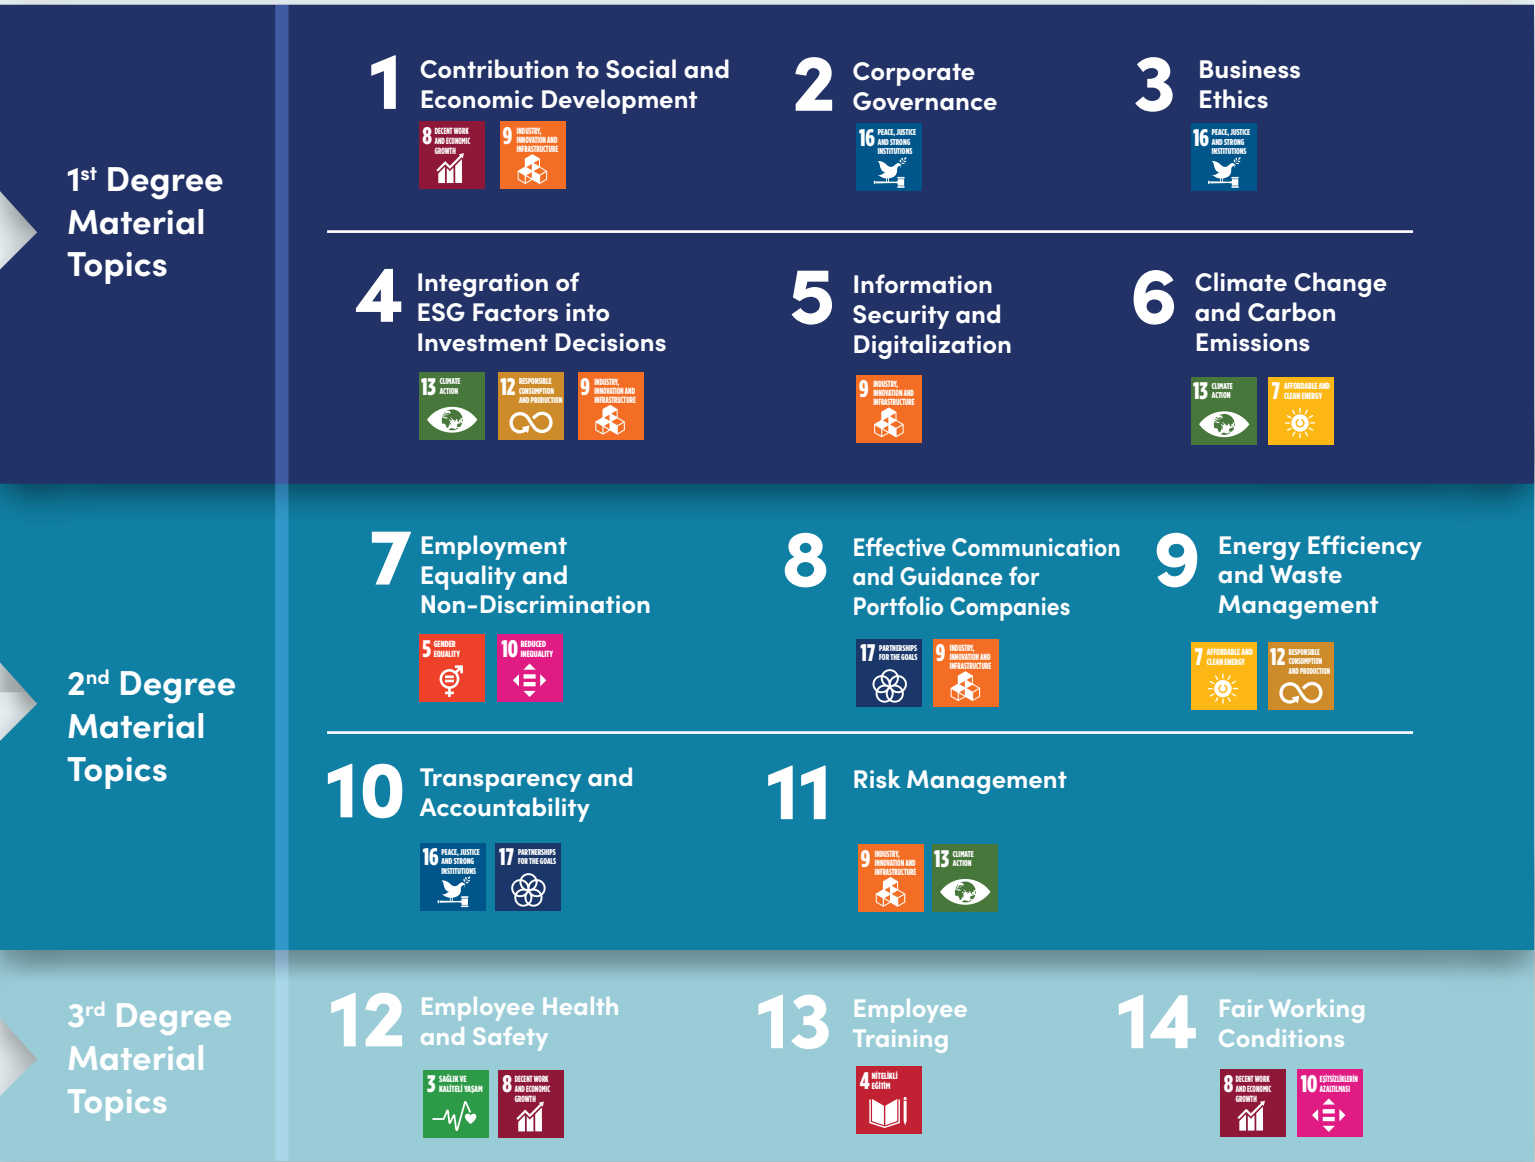 1st Degree
Material
Topics
1
Contribution to Social and
Economic Development
8 DECENT WORK
AND ECONOMIC
GROWTH
9 INDUSTRY,
INNOVATION AND
INFRASTRUCTURE
2
Corporate
Governance
16 PEACE, JUSTICE
AND STRONG
INSTITUTIONS
3
Business
Ethics
16 PEACE, JUSTICE
AND STRONG
INSTITUTIONS
4
Integration of
ESG Factors into
Investment Decisions
13 CLIMATE
ACTION
12 RESPONSIBLE
CONSUMPTION
AND PRODUCTION
9 INDUSTRY,
INNOVATION AND
INFRASTRUCTURE
5
Information
Security and
Digitalization
9 INDUSTRY,
INNOVATION AND
INFRASTRUCTURE
6
Climate Change
and Carbon
Emissions
13 CLIMATE
ACTION
7 AFFORDABLE AND
CLEAN ENERGY
2nd Degree
Material
Topics
7
Employment
Equality and
Non-Discrimination
5 GENDER
EQUALITY
10 REDUCED
INEQUALITY
8
Effective Communication
and Guidance for
Portfolio Companies
17 PARTNERSHIPS
FOR THE GOALS
9 INDUSTRY,
INNOVATION AND
INFRASTRUCTURE
9
Energy Efficiency
and Waste
Management
7 AFFORDABLE AND
CLEAN ENERGY
12 RESPONSIBLE
CONSUMPTION
AND PRODUCTION
10
Transparency and
Accountability
16 PEACE, JUSTICE
AND STRONG
INSTITUTIONS
17 PARTNERSHIPS
FOR THE GOALS
11
Risk Management
9 INDUSTRY,
INNOVATION AND
INFRASTRUCTURE
13 CLIMATE
ACTION
3rd Degree
Material
Topics
12
Employee Health
and Safety
3 SAĞLIK VE
KALİTELİ YAŞAM
8 DECENT WORK
AND ECONOMIC
GROWTH
13
Employee
Training
4 NİTELİKLİ
EĞİTİM
14
Fair Working
Conditions
8 DECENT WORK
AND ECONOMIC
GROWTH
10 EŞİTSİZLİKLERİN
AZALTILMASI